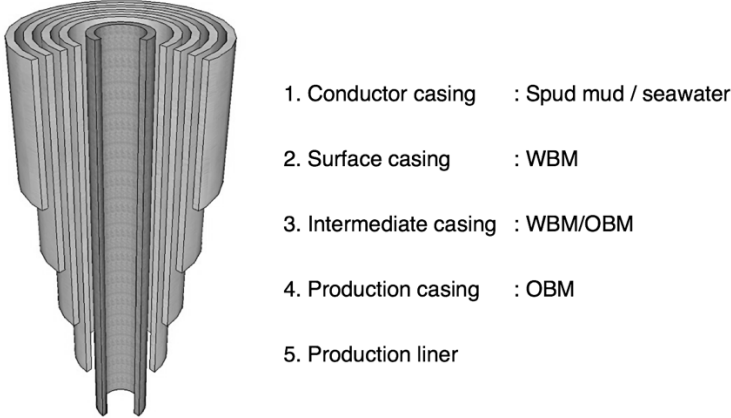 1. Conductor casing : Spud mud / seawater
2. Surface casing : WBM
3. Intermediate casing : WBM/OBM
4. Production casing : OBM
5. Production liner